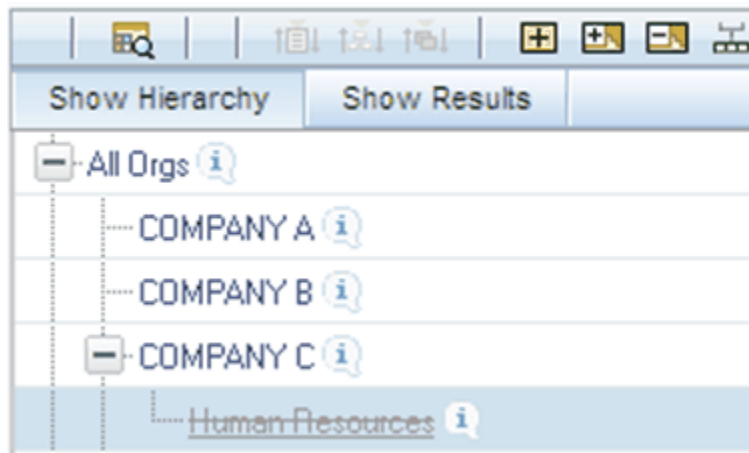 Show Hierarchy Show Results
All Orgs
COMPANY A
COMPANY B
COMPANY C
Human Resources